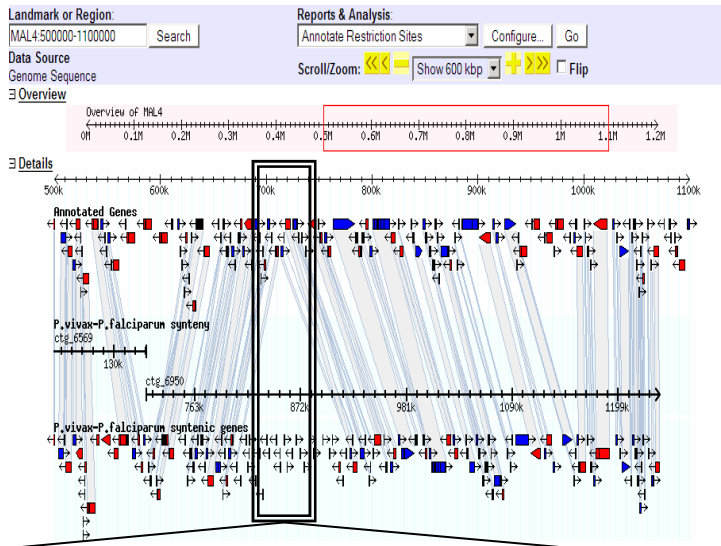 Landmark or Region:
MAL4:500000-1100000 Search
Data Source
Genome Sequence
Reports & Analysis:
Annotate Restriction Sites Configure... Go
Scroll/Zoom: << - Show 600 kbp + >> Flip
Overview
Overview of MAL4
0M 0.1M 0.2M 0.3M 0.4M 0.5M 0.6M 0.7M 0.8M 0.9M 1M 1.1M 1.2M
Details
500k 600k 700k 800k 900k 1000k 1100k
Annotated Genes
P.vivax-P.falciparum synteny
ctg_6569
130k
ctg_6950
763k 872k 981k 1090k 1199k
P.vivax-P.falciparum syntenic genes